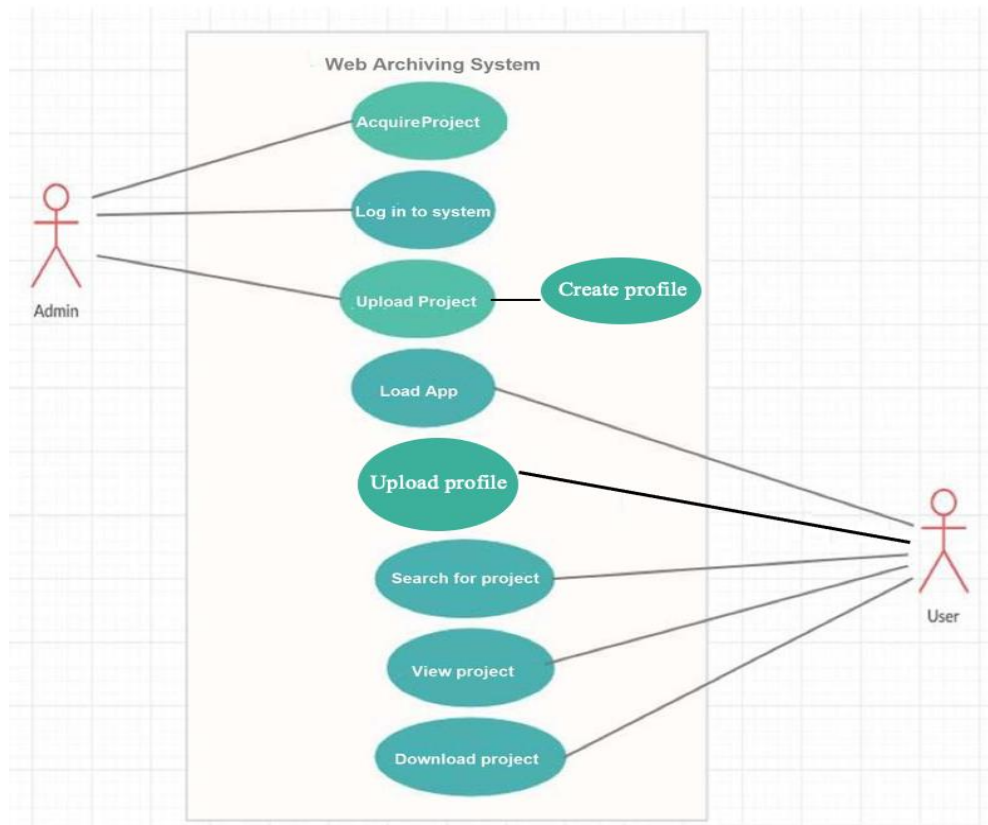 Web Archiving System
AcquireProject
Log in to system
Admin
Upload Project
Create profile
Load App
Upload profile
Search for project
User
View project
Download project